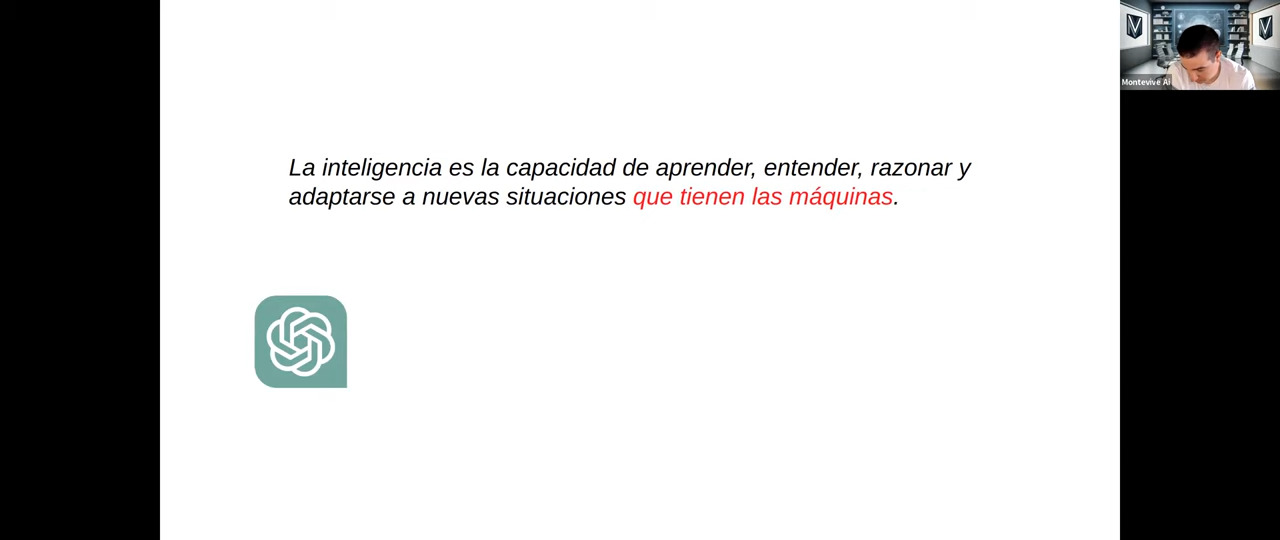 La inteligencia es la capacidad de aprender, entender, razonar y
adaptarse a nuevas situaciones que tienen las máquinas.
Montevive Ai